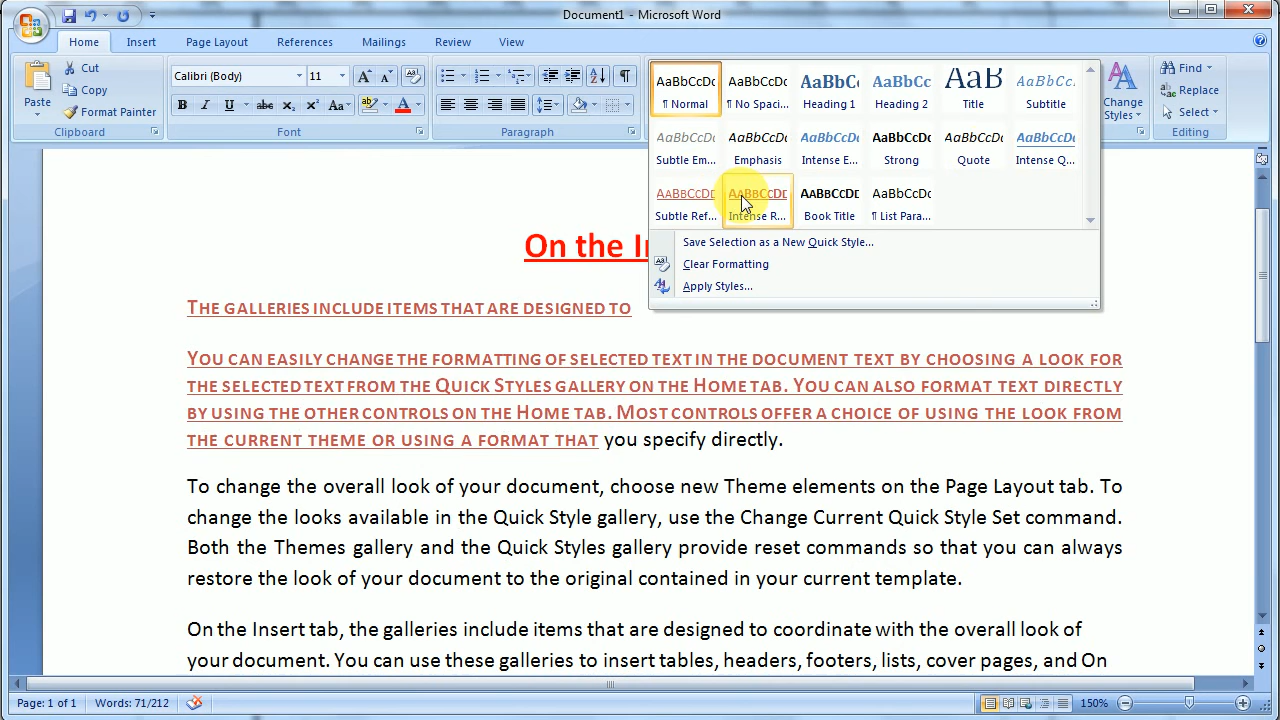 Document1 - Microsoft Word
Home Insert Page Layout References Mailings Review View
Paste
Cut
Copy
Format Painter
Clipboard
Calibri (Body) 11
B I U abc x₂ x² Aa
ab A
Font
Paragraph
AaBbCcDc AaBbCcDc AaBbCc AaBbCc AaB AaBbCc.
¶ Normal ¶ No Spaci... Heading 1 Heading 2 Title Subtitle
AaBbCcDc AaBbCcDc AaBbCcDc AaBbCcDc AaBbCcDc AaBbCcDc
Subtle Em... Emphasis Intense E... Strong Quote Intense Q...
AaBbCcDd AaBbCcDd AaBbCcDd AaBbCcDc
Subtle Ref... Intense R... Book Title ¶ List Para...
Save Selection as a New Quick Style...
Clear Formatting
Apply Styles...
Change
Styles
Find
Replace
Select
Editing
On the I
The galleries include items that are designed to
You can easily change the formatting of selected text in the document text by choosing a look for
the selected text from the Quick Styles gallery on the Home tab. You can also format text directly
by using the other controls on the Home tab. Most controls offer a choice of using the look from
the current theme or using a format that you specify directly.
To change the overall look of your document, choose new Theme elements on the Page Layout tab. To
change the looks available in the Quick Style gallery, use the Change Current Quick Style Set command.
Both the Themes gallery and the Quick Styles gallery provide reset commands so that you can always
restore the look of your document to the original contained in your current template.
On the Insert tab, the galleries include items that are designed to coordinate with the overall look of
your document. You can use these galleries to insert tables, headers, footers, lists, cover pages, and On
Page: 1 of 1 Words: 71/212 150%